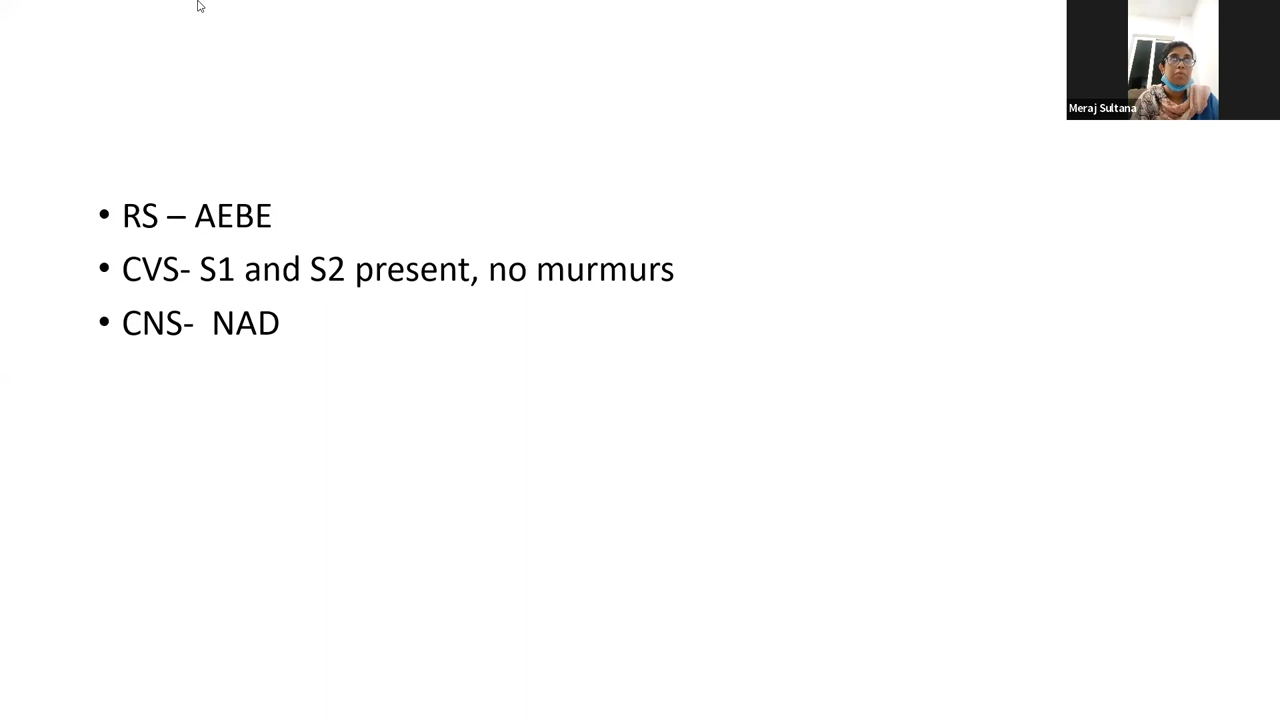 Meraj Sultana
• RS – AEBE
• CVS- S1 and S2 present, no murmurs
• CNS-  NAD